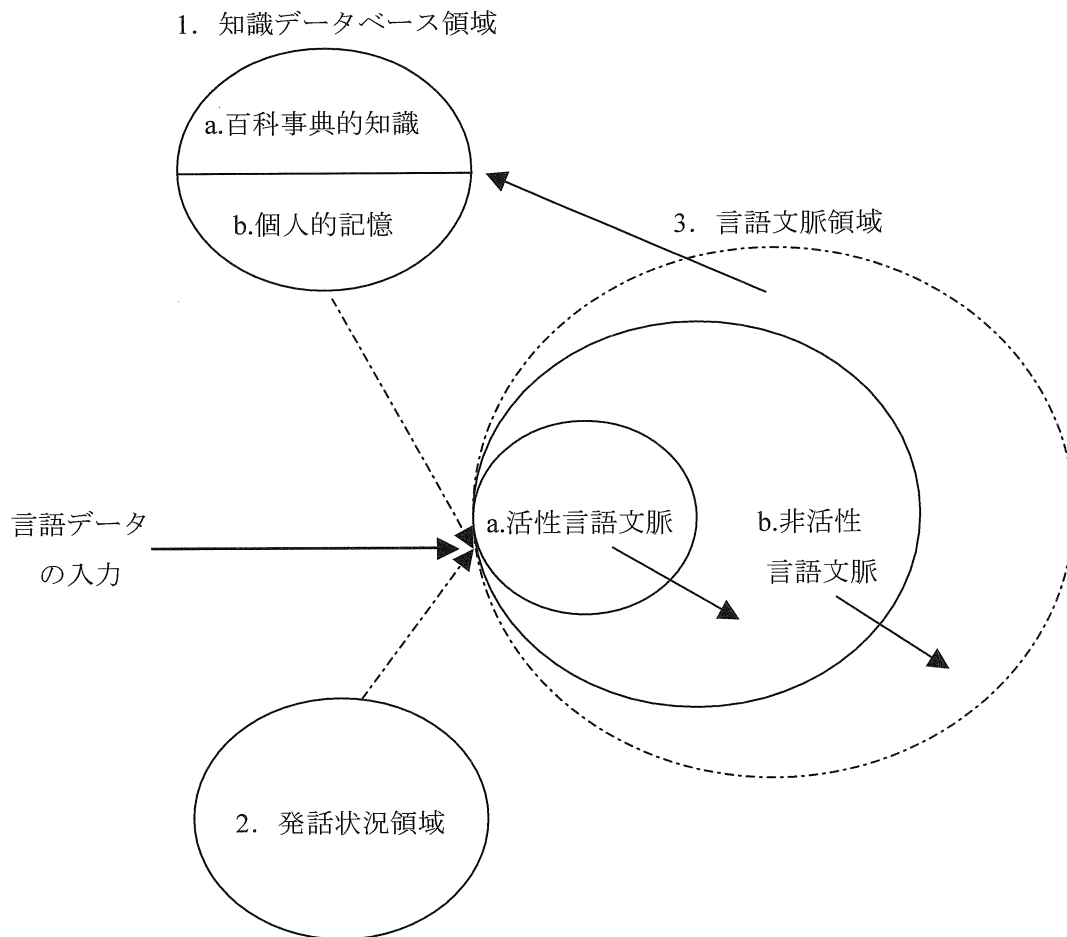 1．知識データベース領域
a.百科事典的知識
b.個人的記憶
3．言語文脈領域
言語データ
の入力
a.活性言語文脈
b.非活性
言語文脈
2．発話状況領域